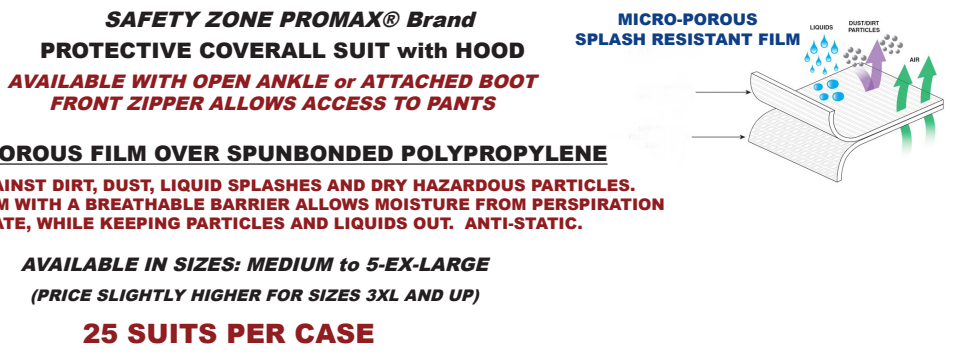 SAFETY ZONE PROMAX® Brand
PROTECTIVE COVERALL SUIT with HOOD
AVAILABLE WITH OPEN ANKLE or ATTACHED BOOT
FRONT ZIPPER ALLOWS ACCESS TO PANTS
MICRO-POROUS
SPLASH RESISTANT FILM
LIQUIDS
DUST/DIRT
PARTICLES
AIR
OROUS FILM OVER SPUNBONDED POLYPROPYLENE
AINST DIRT, DUST, LIQUID SPLASHES AND DRY HAZARDOUS PARTICLES.
M WITH A BREATHABLE BARRIER ALLOWS MOISTURE FROM PERSPIRATION
ATE, WHILE KEEPING PARTICLES AND LIQUIDS OUT. ANTI-STATIC.
AVAILABLE IN SIZES: MEDIUM to 5-EX-LARGE
(PRICE SLIGHTLY HIGHER FOR SIZES 3XL AND UP)
25 SUITS PER CASE